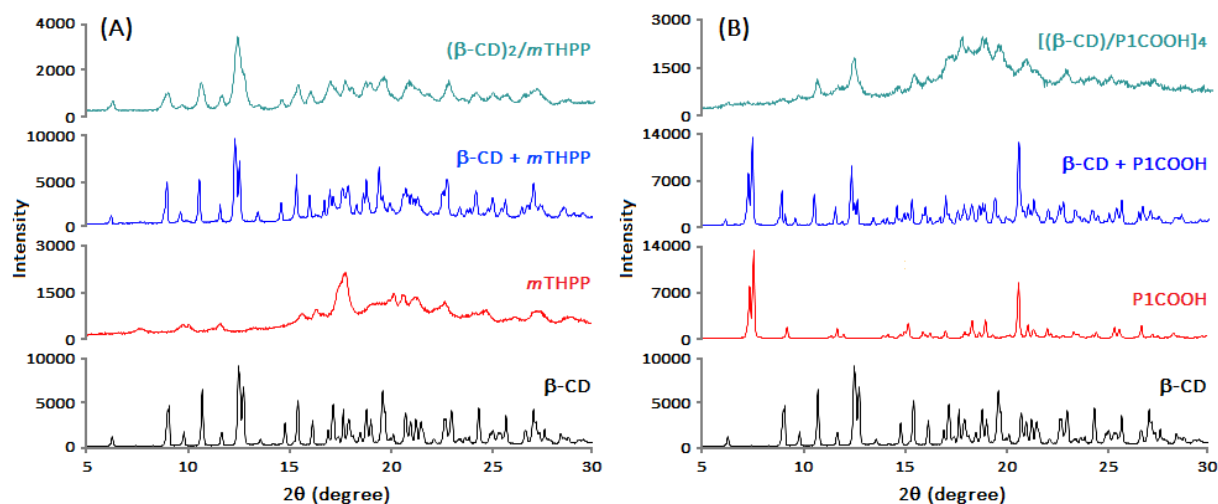 (A)
4000
2000
0
(β-CD)2/mTHPP
10000
5000
0
β-CD + mTHPP
3000
1500
0
mTHPP
10000
5000
0
β-CD
Intensity
5 10 15 20 25 30
2θ (degree)
(B)
3000
1500
0
[(β-CD)/P1COOH]4
14000
7000
0
β-CD + P1COOH
14000
7000
0
P1COOH
10000
5000
0
β-CD
Intensity
5 10 15 20 25 30
2θ (degree)